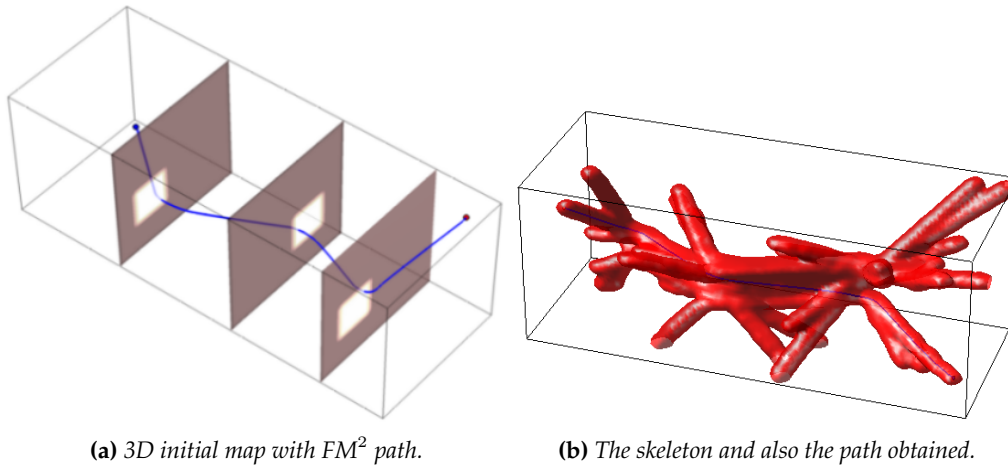 (a) 3D initial map with FM² path.
(b) The skeleton and also the path obtained.